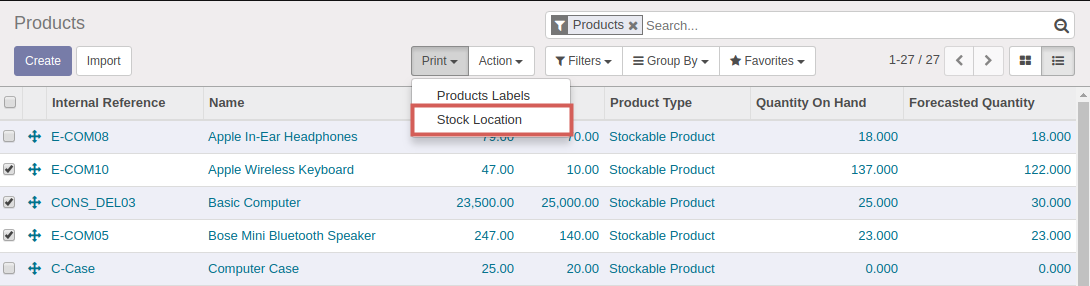 Products
Products ✖ Search...
Create Import Print Action Filters Group By Favorites 1-27 / 27
Products Labels
Stock Location
Internal Reference Name Product Type Quantity On Hand Forecasted Quantity
E-COM08 Apple In-Ear Headphones 79.00 70.00 Stockable Product 18.000 18.000
E-COM10 Apple Wireless Keyboard 47.00 10.00 Stockable Product 137.000 122.000
CONS_DEL03 Basic Computer 23,500.00 25,000.00 Stockable Product 25.000 30.000
E-COM05 Bose Mini Bluetooth Speaker 247.00 140.00 Stockable Product 23.000 23.000
C-Case Computer Case 25.00 20.00 Stockable Product 0.000 0.000